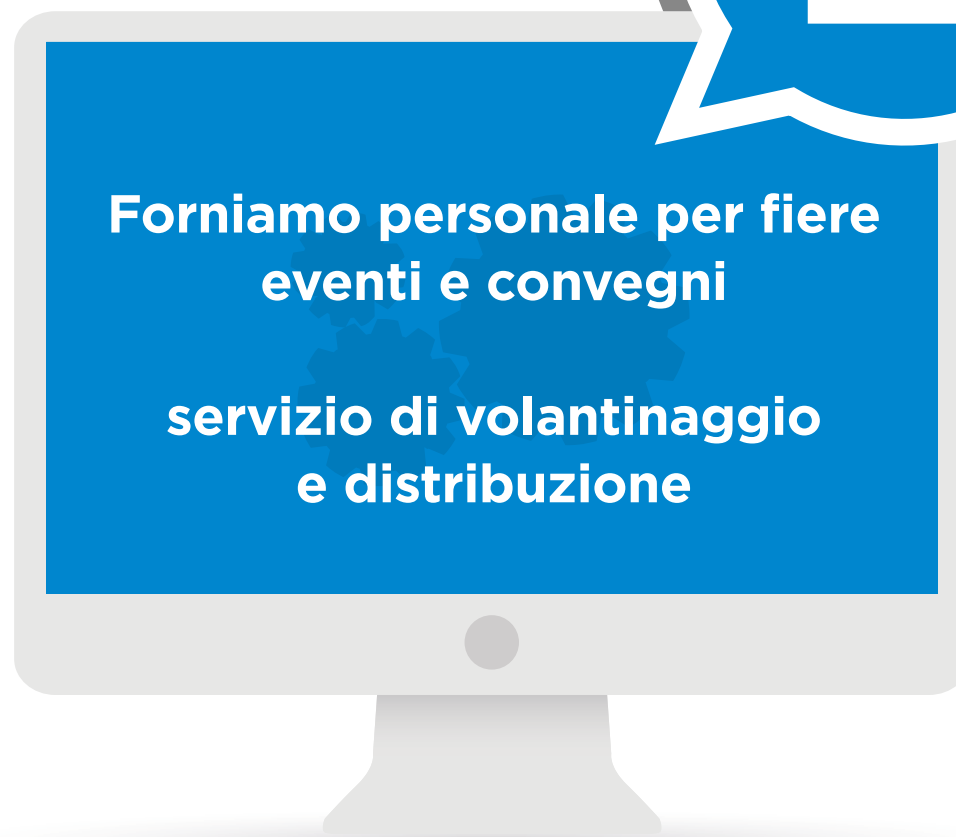 Forniamo personale per fiere
eventi e convegni
servizio di volantinaggio
e distribuzione